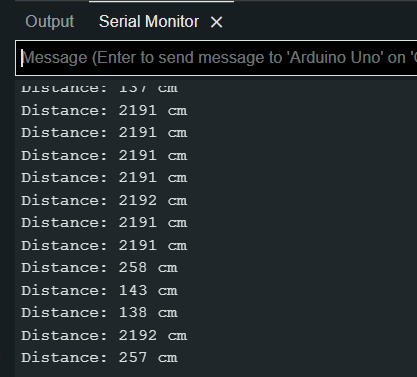 Output Serial Monitor ×
Message (Enter to send message to 'Arduino Uno' on '
Distance: 137 cm
Distance: 2191 cm
Distance: 2191 cm
Distance: 2191 cm
Distance: 2191 cm
Distance: 2192 cm
Distance: 2191 cm
Distance: 2191 cm
Distance: 258 cm
Distance: 143 cm
Distance: 138 cm
Distance: 2192 cm
Distance: 257 cm